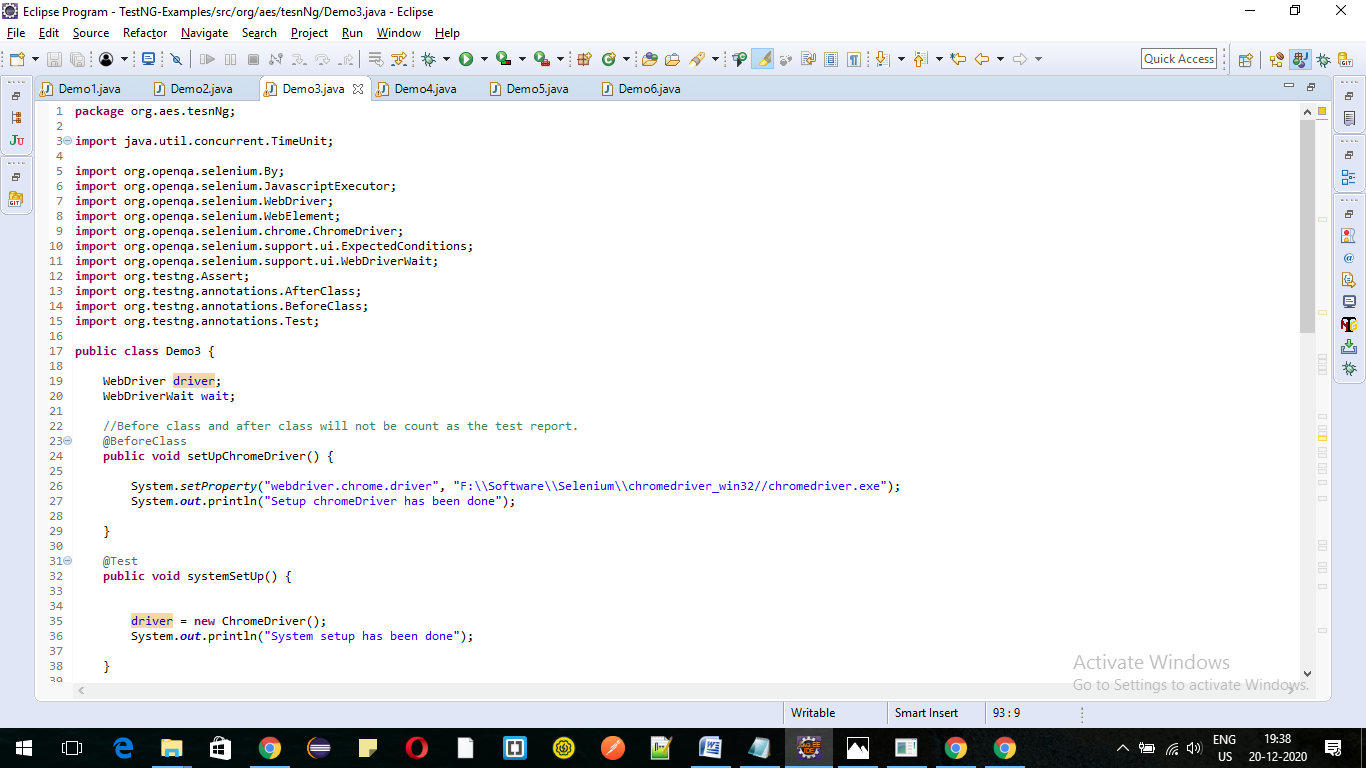 Eclipse Program - TestNG-Examples/src/org/aes/tesnNg/Demo3.java - Eclipse
File Edit Source Refactor Navigate Search Project Run Window Help
Quick Access
Demo1.java Demo2.java Demo3.java Demo4.java Demo5.java Demo6.java
1 package org.aes.tesnNg;
2
3 import java.util.concurrent.TimeUnit;
4
5 import org.openqa.selenium.By;
6 import org.openqa.selenium.JavascriptExecutor;
7 import org.openqa.selenium.WebDriver;
8 import org.openqa.selenium.WebElement;
9 import org.openqa.selenium.chrome.ChromeDriver;
10 import org.openqa.selenium.support.ui.ExpectedConditions;
11 import org.openqa.selenium.support.ui.WebDriverWait;
12 import org.testng.Assert;
13 import org.testng.annotations.AfterClass;
14 import org.testng.annotations.BeforeClass;
15 import org.testng.annotations.Test;
16
17 public class Demo3 {
18
19 WebDriver driver;
20 WebDriverWait wait;
21
22 //Before class and after class will not be count as the test report.
23 @BeforeClass
24 public void setUpChromeDriver() {
25
26 System.setProperty("webdriver.chrome.driver", "F:\\Software\\Selenium\\chromedriver_win32//chromedriver.exe");
27 System.out.println("Setup chromeDriver has been done");
28
29 }
30
31 @Test
32 public void systemSetUp() {
33
34
35 driver = new ChromeDriver();
36 System.out.println("System setup has been done");
37
38 }
39
Activate Windows
Go to Settings to activate Windows.
Writable Smart Insert 93 : 9
ENG 19:38
US 20-12-2020